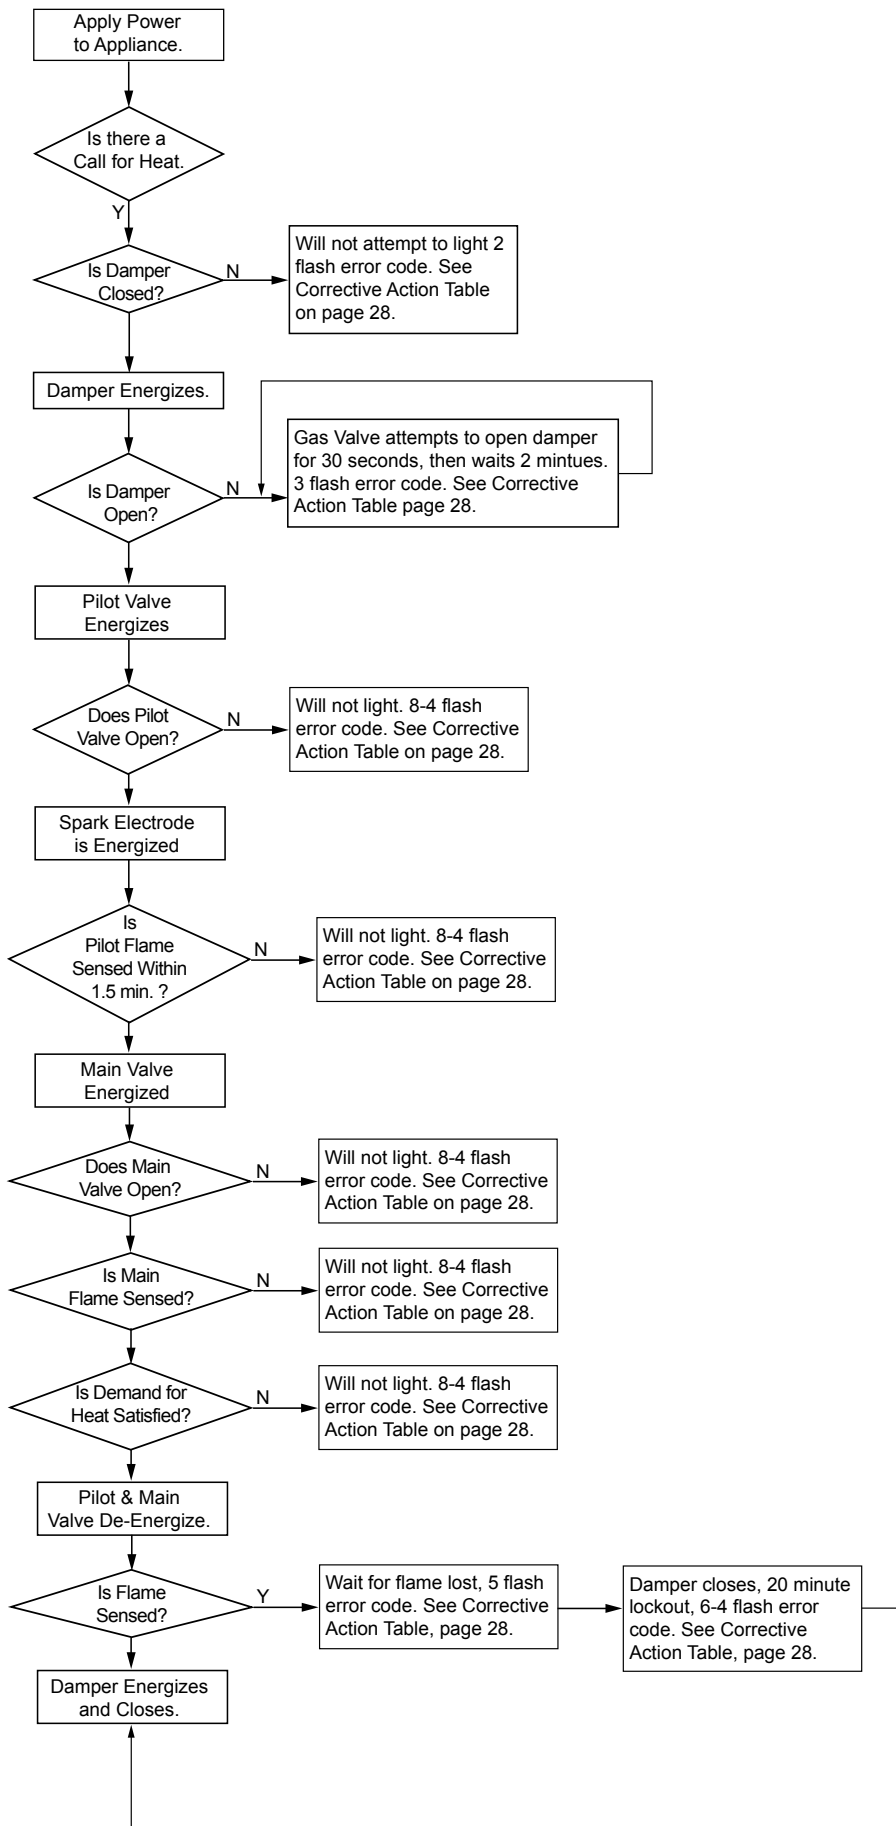 Apply Power
to Appliance.
Is there a
Call for Heat.
Y
Is Damper
Closed?
N
Will not attempt to light 2
flash error code. See
Corrective Action Table
on page 28.
Damper Energizes.
Is Damper
Open?
N
Gas Valve attempts to open damper
for 30 seconds, then waits 2 mintues.
3 flash error code. See Corrective
Action Table page 28.
Pilot Valve
Energizes
Does Pilot
Valve Open?
N
Will not light. 8-4 flash
error code. See Corrective
Action Table on page 28.
Spark Electrode
is Energized
Is
Pilot Flame
Sensed Within
1.5 min. ?
N
Will not light. 8-4 flash
error code. See Corrective
Action Table on page 28.
Main Valve
Energized
Does Main
Valve Open?
N
Will not light. 8-4 flash
error code. See Corrective
Action Table on page 28.
Is Main
Flame Sensed?
N
Will not light. 8-4 flash
error code. See Corrective
Action Table on page 28.
Is Demand for
Heat Satisfied?
N
Will not light. 8-4 flash
error code. See Corrective
Action Table on page 28.
Pilot & Main
Valve De-Energize.
Is Flame
Sensed?
Y
Wait for flame lost, 5 flash
error code. See Corrective
Action Table, page 28.
Damper closes, 20 minute
lockout, 6-4 flash error
code. See Corrective
Action Table, page 28.
Damper Energizes
and Closes.